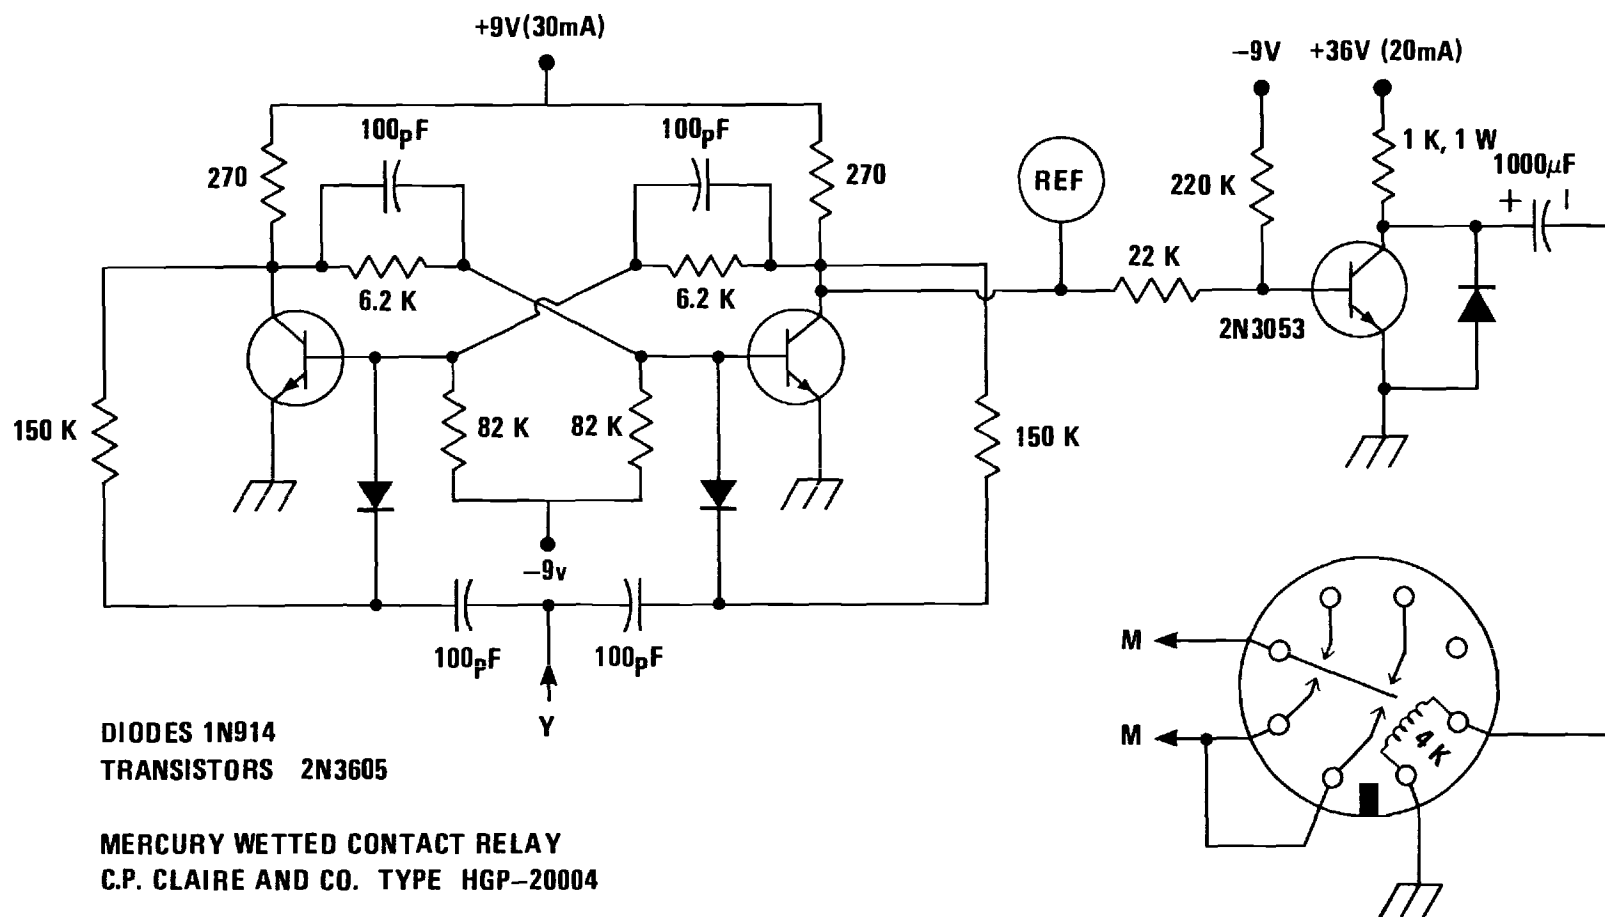 +9V(30mA)
-9V +36V (20mA)
100pF
100pF
270
270
REF
220 K
1 K, 1 W
1000µF
+ -
6.2 K
6.2 K
22 K
2N3053
150 K
82 K
82 K
150 K
-9v
100pF
100pF
Y
M
M
4 K
DIODES 1N914
TRANSISTORS 2N3605
MERCURY WETTED CONTACT RELAY
C.P. CLAIRE AND CO. TYPE HGP-20004